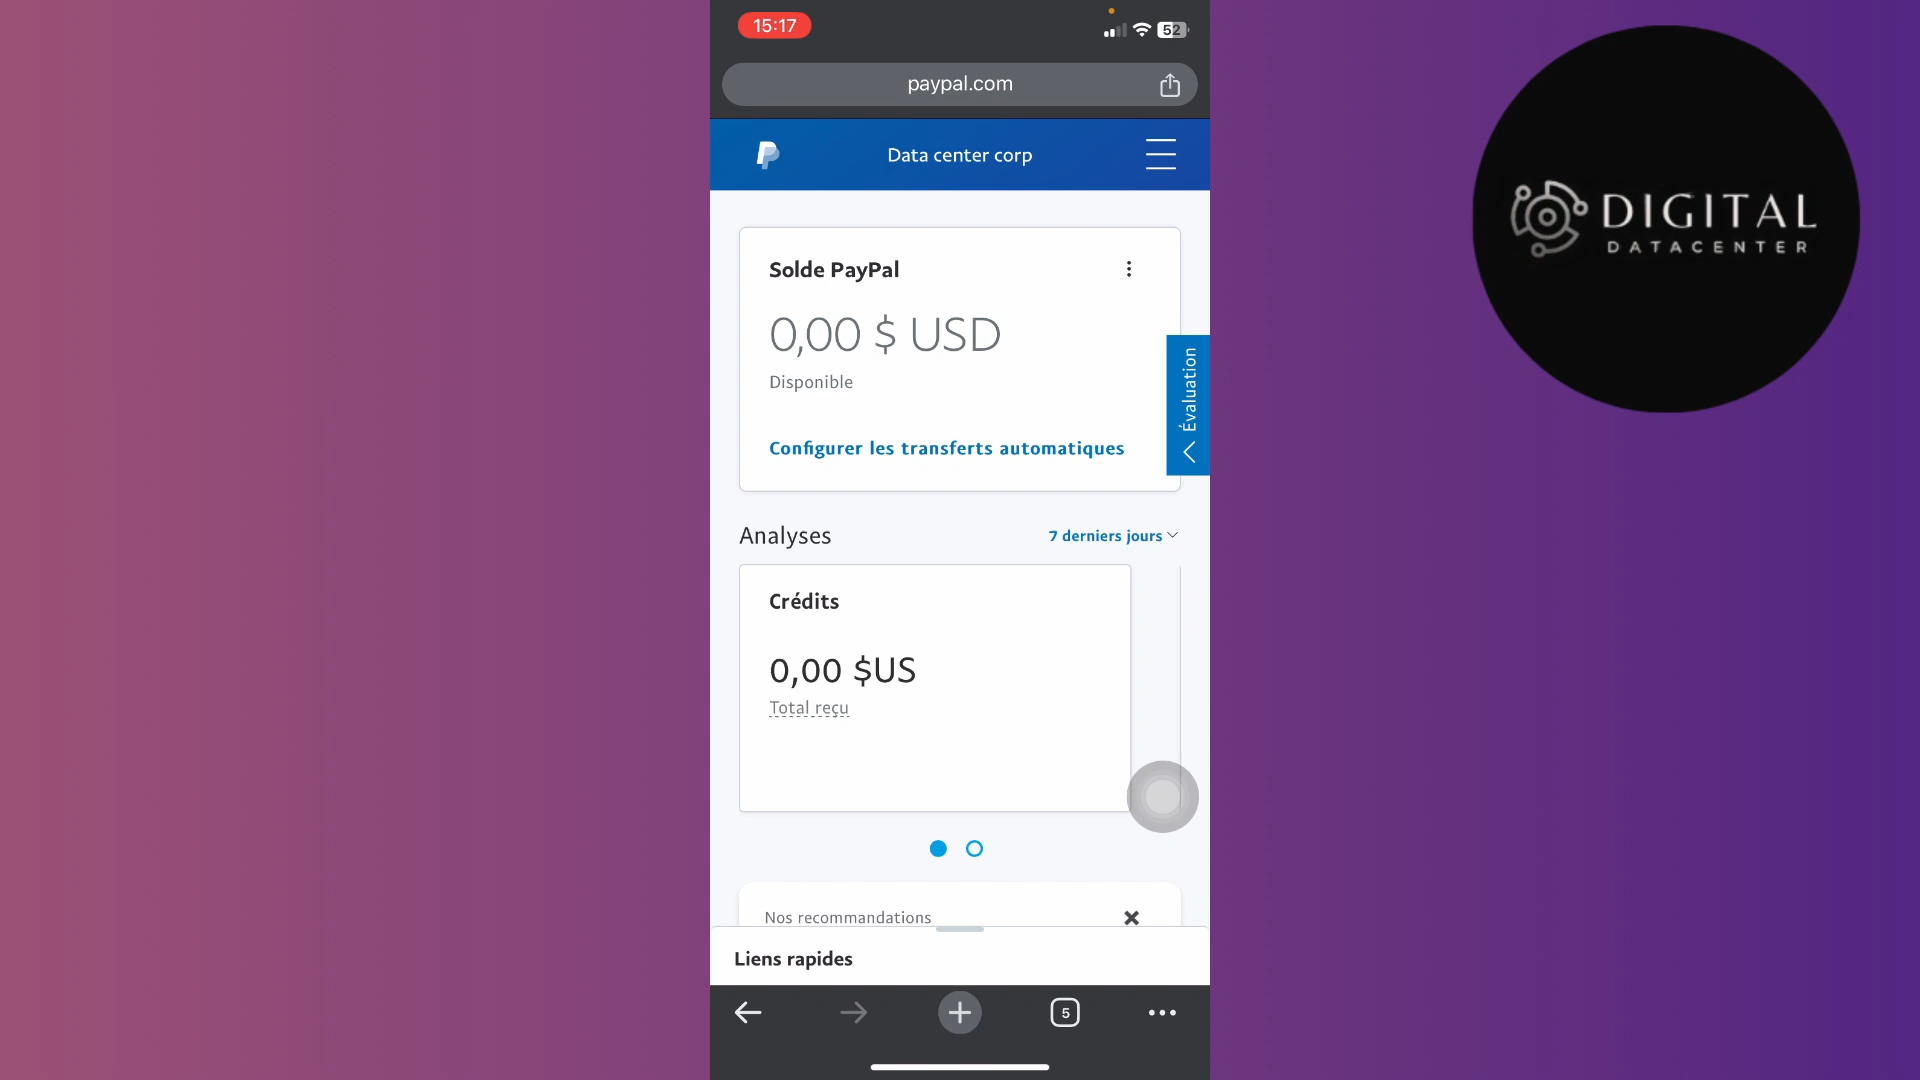 15:17
52
paypal.com
Data center corp
Solde PayPal
0,00 $ USD
Disponible
Configurer les transferts automatiques
Évaluation
Analyses
7 derniers jours
Crédits
0,00 $US
Total reçu
Nos recommandations
Liens rapides
5
DIGITAL
DATACENTER